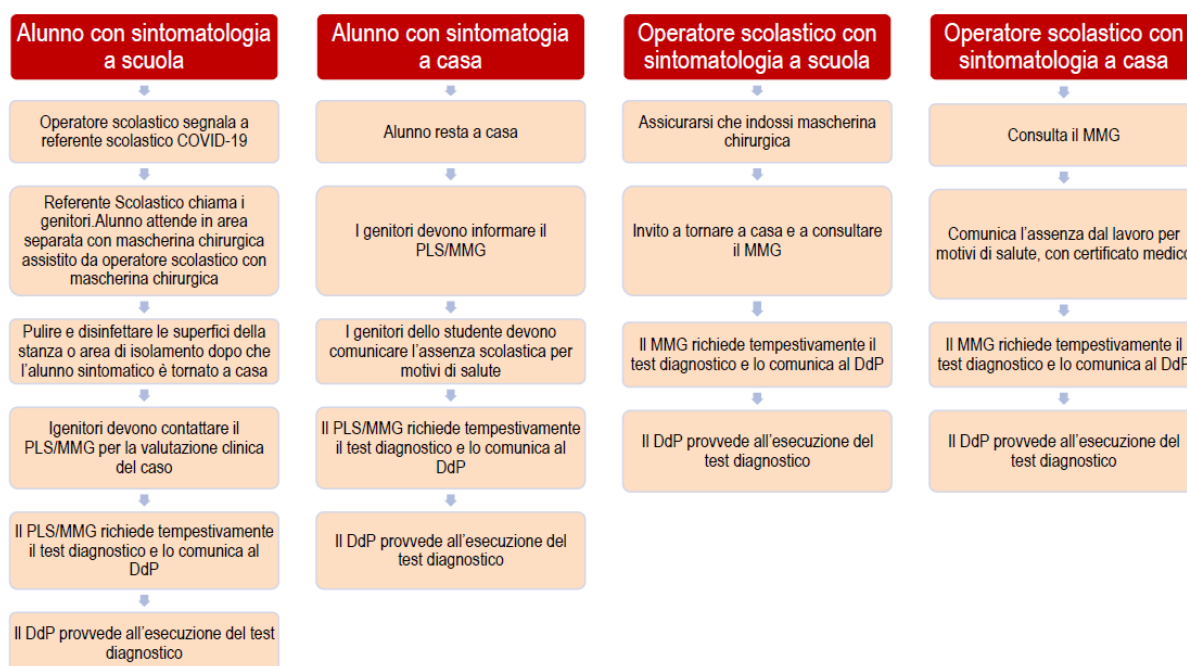 Alunno con sintomatologia
a scuola
Operatore scolastico segnala a
referente scolastico COVID-19
Referente Scolastico chiama i
genitori.Alunno attende in area
separata con mascherina chirurgica
assistito da operatore scolastico con
mascherina chirurgica
Pulire e disinfettare le superfici della
stanza o area di isolamento dopo che
l'alunno sintomatico è tornato a casa
Igenitori devono contattare il
PLS/MMG per la valutazione clinica
del caso
Il PLS/MMG richiede tempestivamente
il test diagnostico e lo comunica al
DdP
Il DdP provvede all'esecuzione del test
diagnostico
Alunno con sintomatogia
a casa
Alunno resta a casa
I genitori devono informare il
PLS/MMG
I genitori dello studente devono
comunicare l'assenza scolastica per
motivi di salute
Il PLS/MMG richiede tempestivamente
il test diagnostico e lo comunica al
DdP
Il DdP provvede all'esecuzione del
test diagnostico
Operatore scolastico con
sintomatologia a scuola
Assicurarsi che indossi mascherina
chirurgica
Invito a tornare a casa e a consultare
il MMG
Il MMG richiede tempestivamente il
test diagnostico e lo comunica al DdP
Il DdP provvede all'esecuzione del
test diagnostico
Operatore scolastico con
sintomatologia a casa
Consulta il MMG
Comunica l'assenza dal lavoro per
motivi di salute, con certificato medico
Il MMG richiede tempestivamente il
test diagnostico e lo comunica al DdP
Il DdP provvede all'esecuzione del
test diagnostico